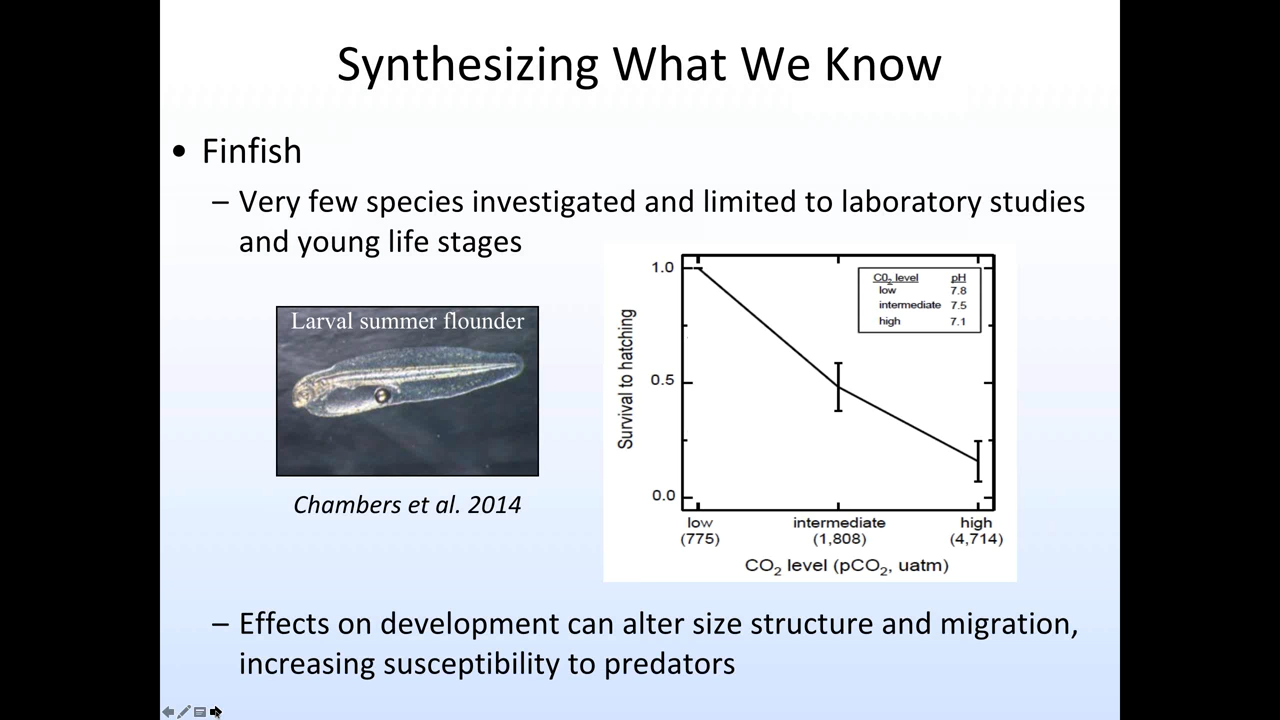 Synthesizing What We Know
• Finfish
– Very few species investigated and limited to laboratory studies
and young life stages
Larval summer flounder
Chambers et al. 2014
Survival to hatching
1.0
0.5
0.0
CO2 level pH
low 7.8
intermediate 7.5
high 7.1
low intermediate high
(775) (1,808) (4,714)
CO2 level (pCO2, uatm)
– Effects on development can alter size structure and migration,
increasing susceptibility to predators